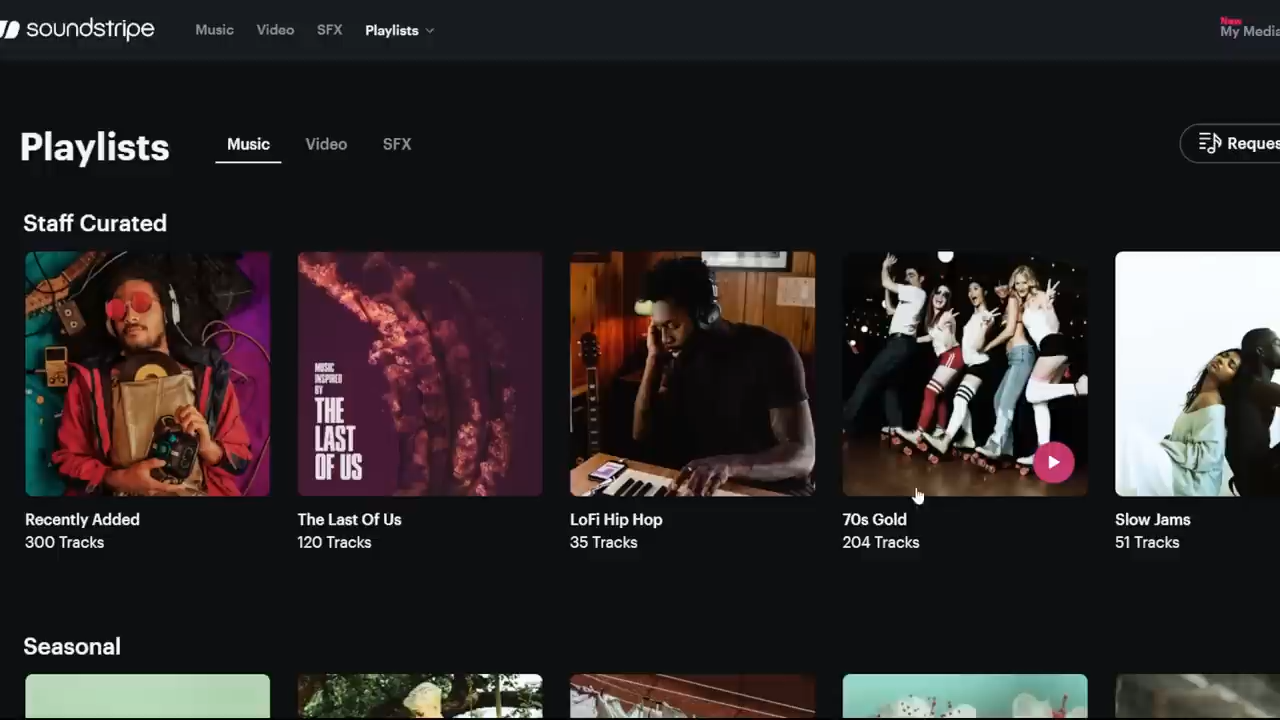 soundstripe
Music
Video
SFX
Playlists
New
My Media
Playlists
Music
Video
SFX
Staff Curated
MUSIC
INSPIRED
BY
THE
LAST
OF US
Recently Added
300 Tracks
The Last Of Us
120 Tracks
LoFi Hip Hop
35 Tracks
70s Gold
204 Tracks
Slow Jams
51 Tracks
Seasonal